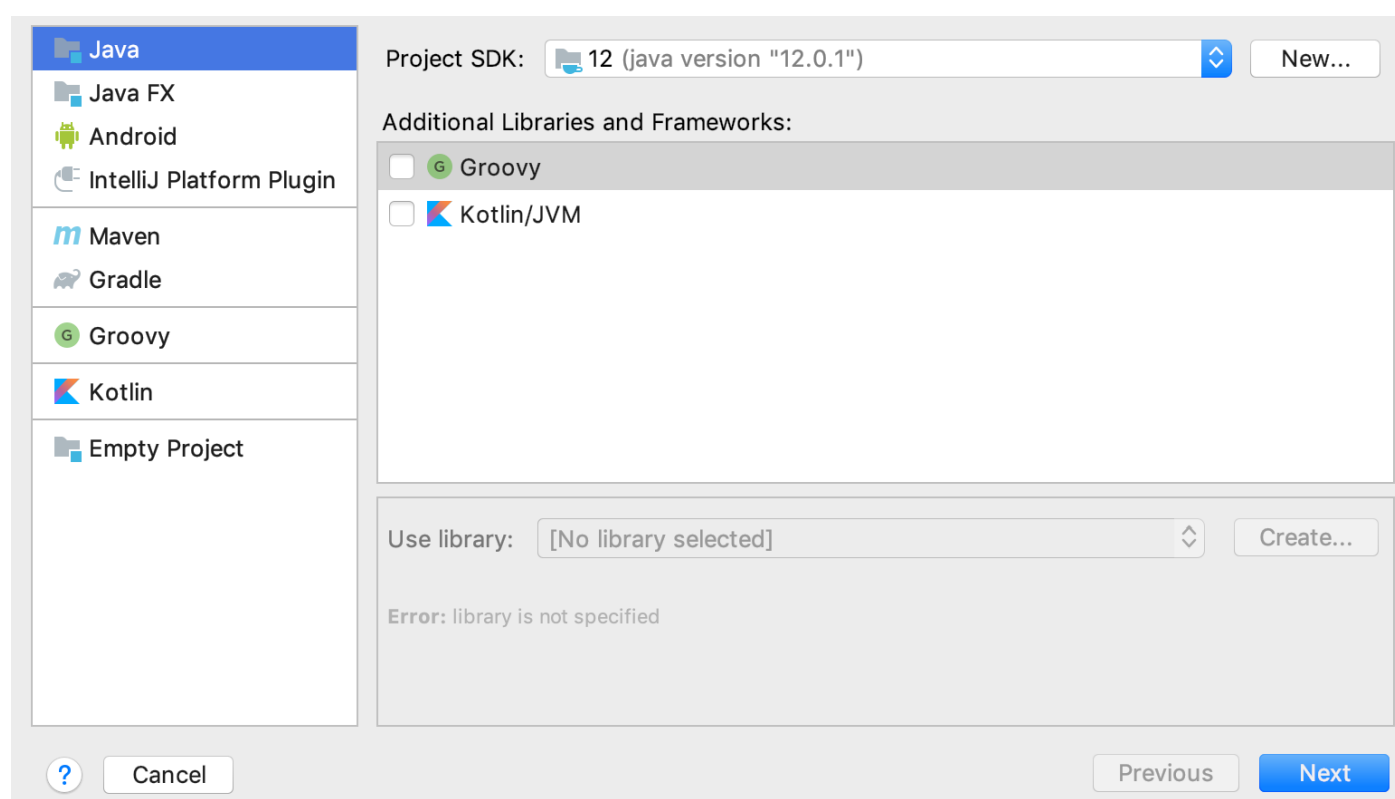 Java
Java FX
Android
IntelliJ Platform Plugin
m Maven
Gradle
G Groovy
Kotlin
Empty Project
Project SDK: 12 (java version "12.0.1") New...
Additional Libraries and Frameworks:
G Groovy
Kotlin/JVM
Use library: [No library selected] Create...
Error: library is not specified
? Cancel Previous Next